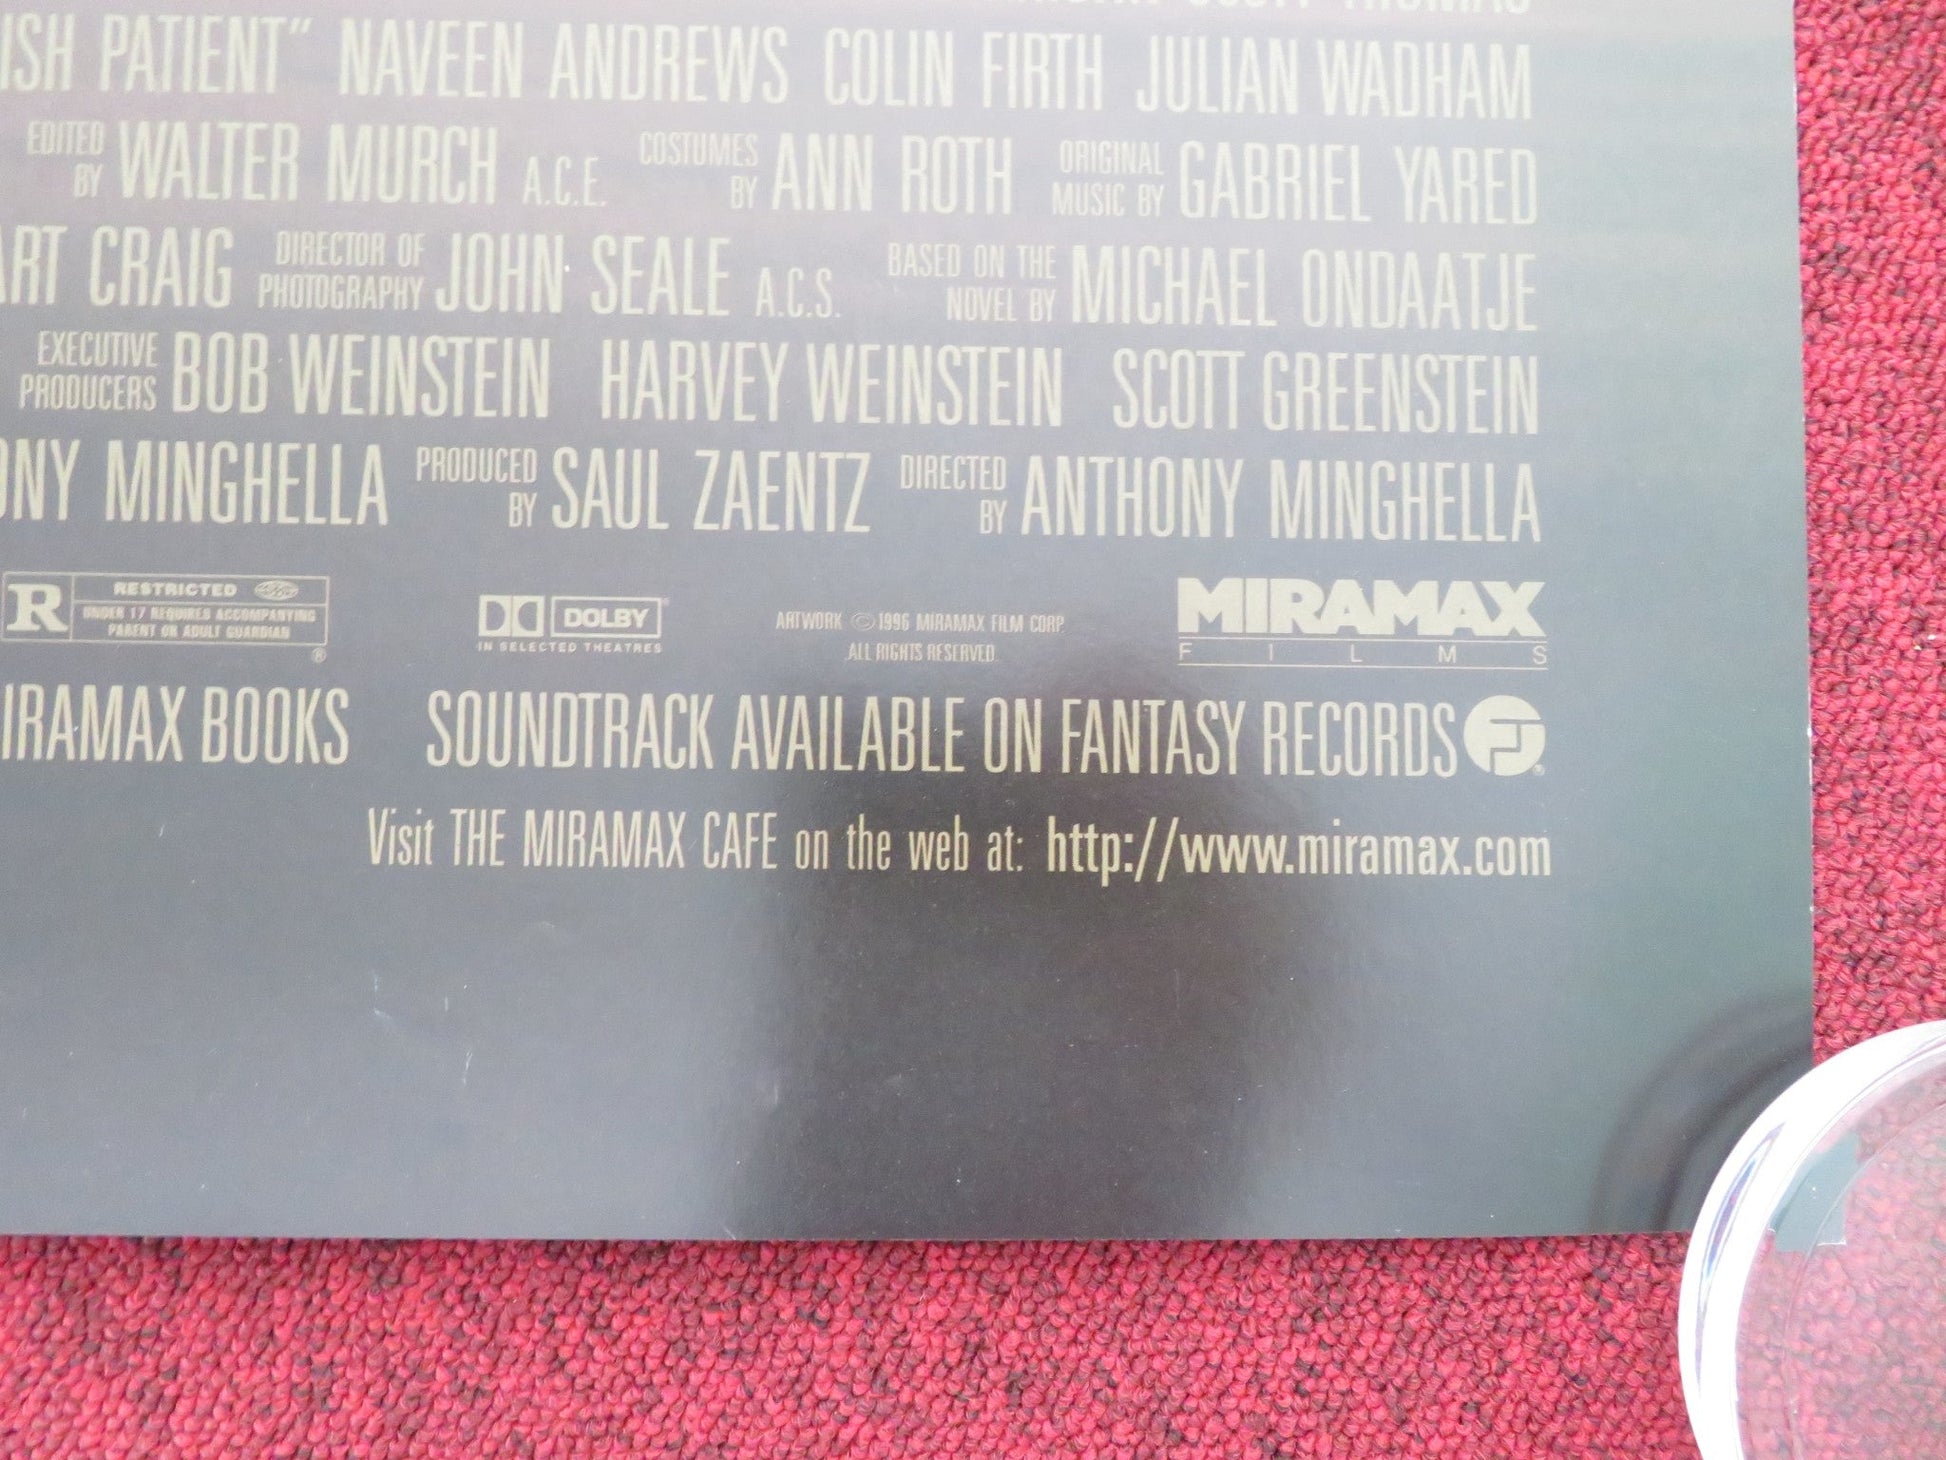 SCOTT THOMAS
ISH PATIENT" NAVEEN ANDREWS COLIN FIRTH JULIAN WADHAM
EDITED BY WALTER MURCH A.C.E. COSTUMES BY ANN ROTH ORIGINAL MUSIC BY GABRIEL YARED
ART CRAIG DIRECTOR OF PHOTOGRAPHY JOHN SEALE A.C.S. BASED ON THE NOVEL BY MICHAEL ONDAATJE
EXECUTIVE PRODUCERS BOB WEINSTEIN HARVEY WEINSTEIN SCOTT GREENSTEIN
ONY MINGHELLA PRODUCED BY SAUL ZAENTZ DIRECTED BY ANTHONY MINGHELLA
R RESTRICTED
UNDER 17 REQUIRES ACCOMPANYING
PARENT OR ADULT GUARDIAN ®
DOLBY
IN SELECTED THEATRES
ARTWORK ©1996 MIRAMAX FILM CORP.
ALL RIGHTS RESERVED.
MIRAMAX
FILMS
IRAMAX BOOKS SOUNDTRACK AVAILABLE ON FANTASY RECORDS FJ®
Visit THE MIRAMAX CAFE on the web at: http://www.miramax.com